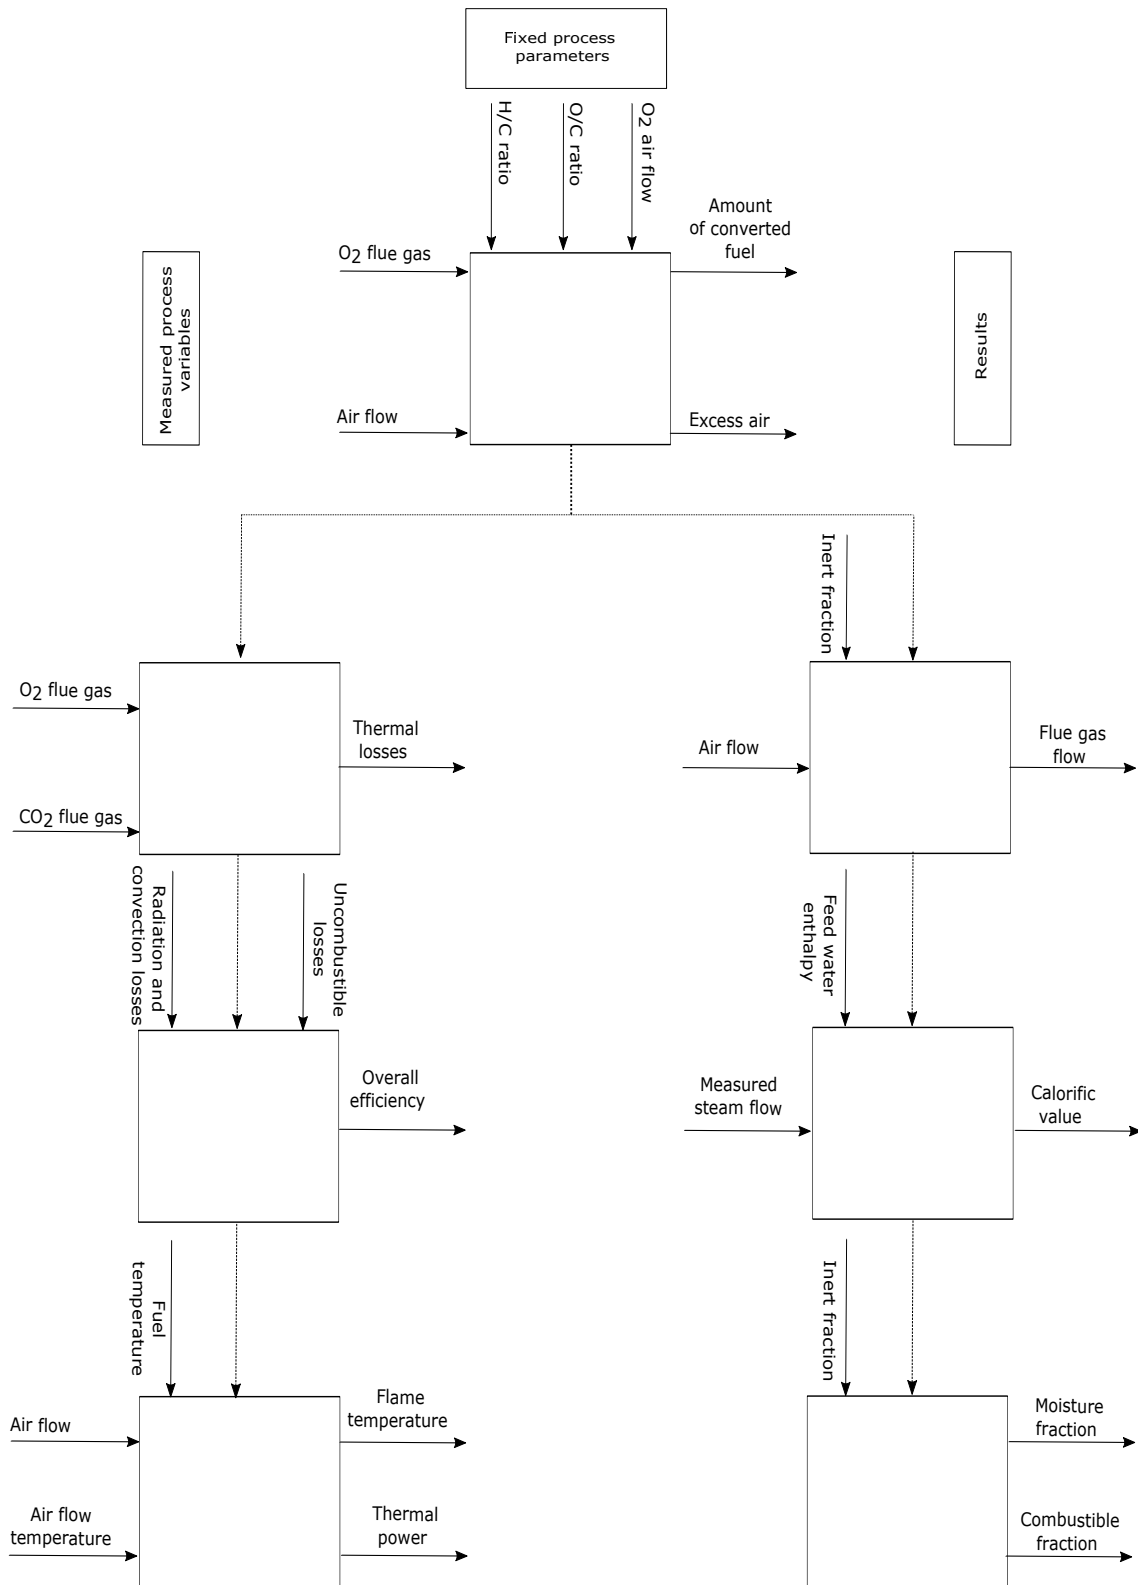 Fixed process
parameters
H/C ratio
O/C ratio
O2 air flow
Amount
of converted
fuel
O2 flue gas
Measured process
variables
Results
Air flow
Excess air
Inert fraction
O2 flue gas
Thermal
losses
Air flow
Flue gas
flow
CO2 flue gas
Radiation and
convection losses
Uncombustible
losses
Feed water
enthalpy
Overall
efficiency
Measured
steam flow
Calorific
value
Fuel
temperature
Inert fraction
Air flow
Flame
temperature
Moisture
fraction
Air flow
temperature
Thermal
power
Combustible
fraction